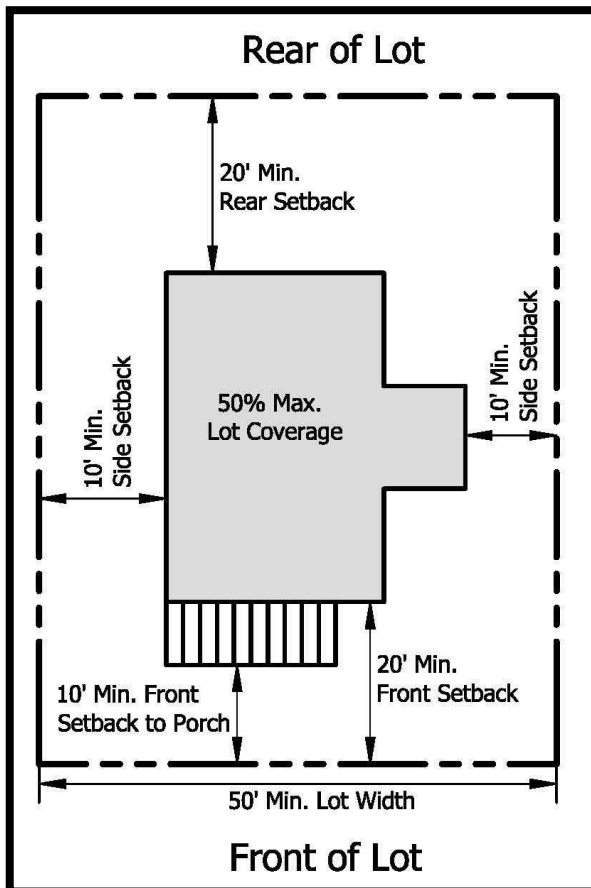 Rear of Lot
20' Min.
Rear Setback
50% Max.
Lot Coverage
10' Min.
Side Setback
10' Min.
Side Setback
10' Min. Front
Setback to Porch
20' Min.
Front Setback
50' Min. Lot Width
Front of Lot